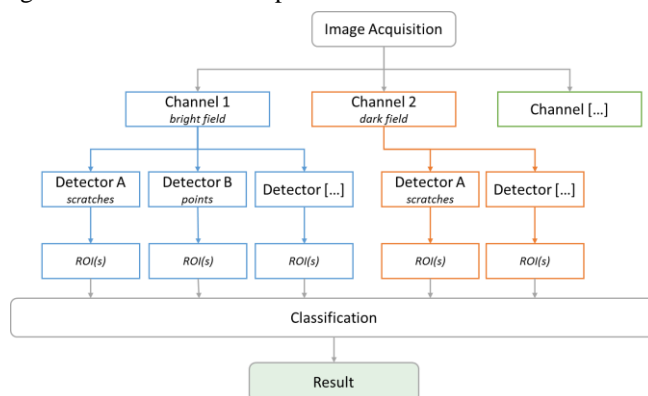 Image Acquisition
Channel 1
bright field
Channel 2
dark field
Channel [...]
Detector A
scratches
Detector B
points
Detector [...]
Detector A
scratches
Detector [...]
ROI(s)
ROI(s)
ROI(s)
ROI(s)
ROI(s)
Classification
Result